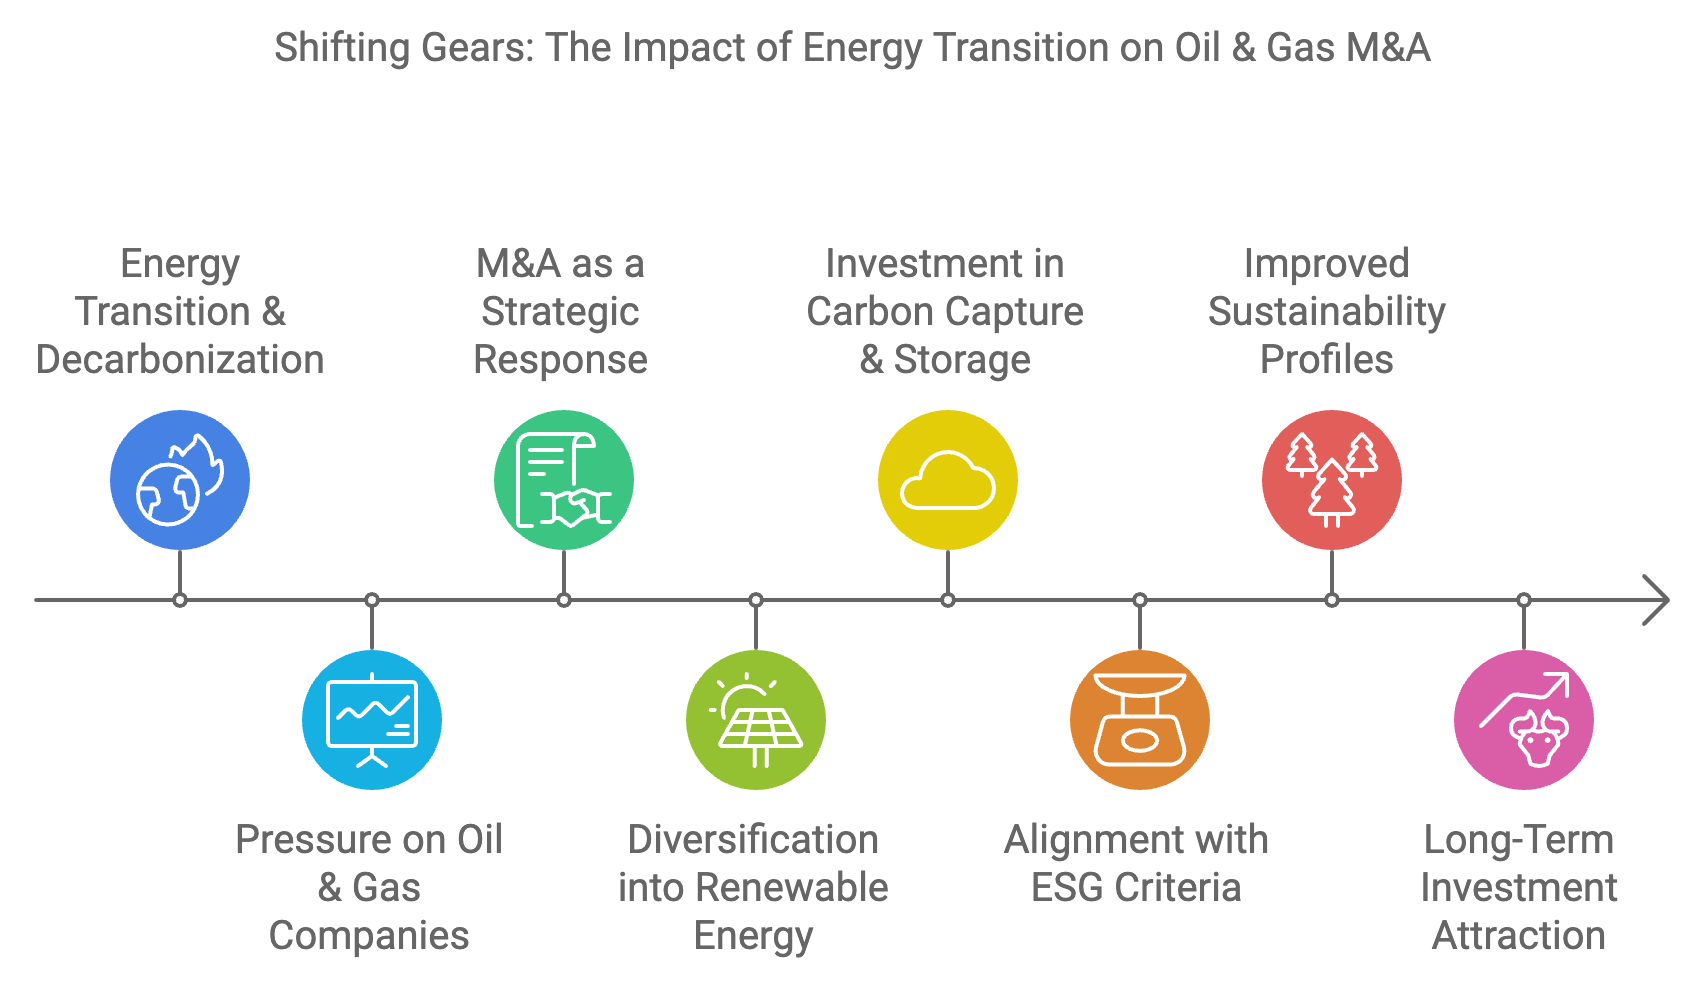 Shifting Gears: The Impact of Energy Transition on Oil & Gas M&A
Energy
Transition &
Decarbonization
Pressure on Oil
& Gas
Companies
M&A as a
Strategic
Response
Diversification
into Renewable
Energy
Investment in
Carbon Capture
& Storage
Alignment with
ESG Criteria
Improved
Sustainability
Profiles
Long-Term
Investment
Attraction